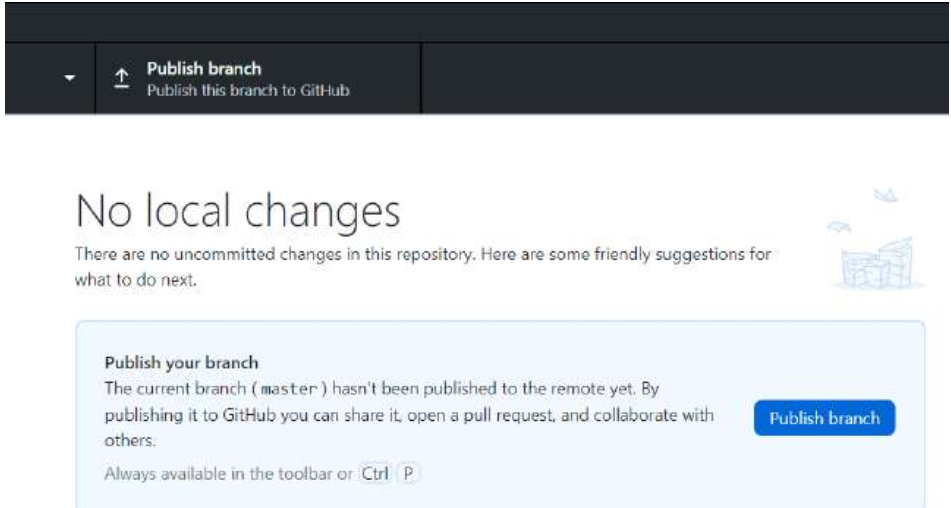 Publish branch
Publish this branch to GitHub
No local changes
There are no uncommitted changes in this repository. Here are some friendly suggestions for
what to do next.
Publish your branch
The current branch (master) hasn't been published to the remote yet. By
publishing it to GitHub you can share it, open a pull request, and collaborate with
others.
Publish branch
Always available in the toolbar or Ctrl P